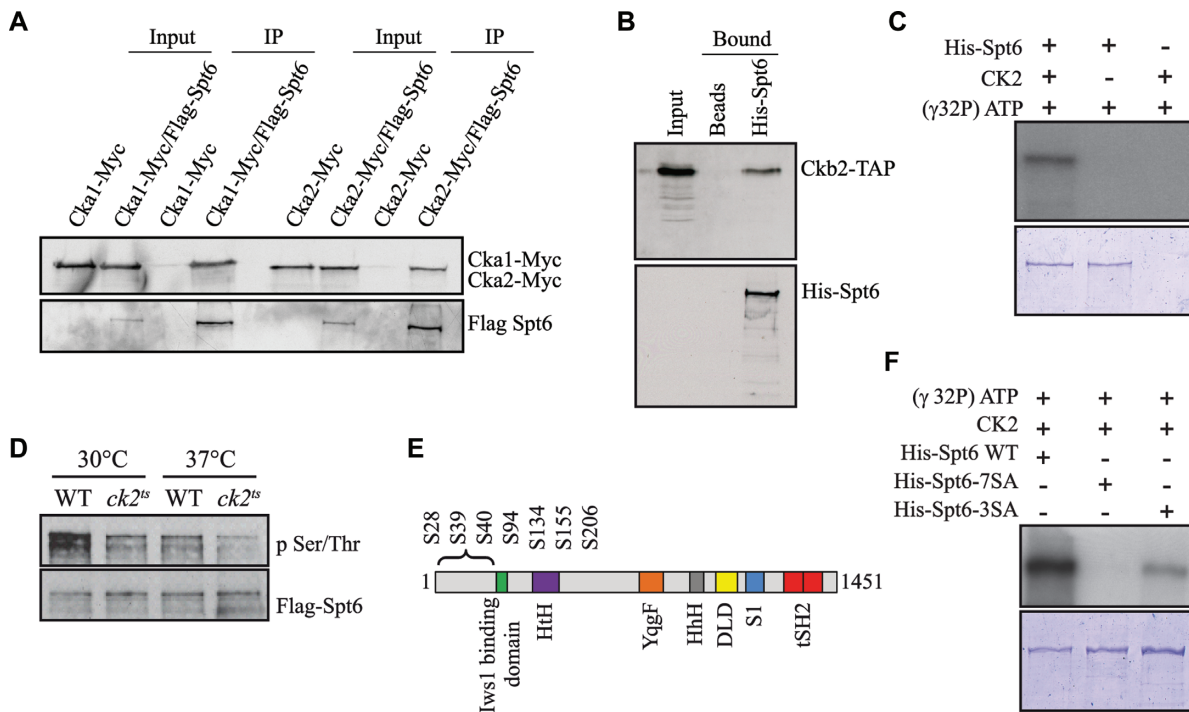 A
Input
IP
Input
IP
Cka1-Myc
Cka1-Myc/Flag-Spt6
Cka1-Myc
Cka1-Myc/Flag-Spt6
Cka2-Myc
Cka2-Myc/Flag-Spt6
Cka2-Myc
Cka2-Myc/Flag-Spt6
Cka1-Myc
Cka2-Myc
Flag Spt6
B
Bound
Input
Beads
His-Spt6
Ckb2-TAP
His-Spt6
C
His-Spt6 + + -
CK2 + - +
(γ32P) ATP + + +
D
30°C 37°C
WT ck2ts WT ck2ts
p Ser/Thr
Flag-Spt6
E
S28
S39
S40
S94
S134
S155
S206
1
1451
Iws1 binding
domain
HtH
YqgF
HhH
DLD
S1
tSH2
F
(γ 32P) ATP + + +
CK2 + + +
His-Spt6 WT + - -
His-Spt6-7SA - + -
His-Spt6-3SA - - +